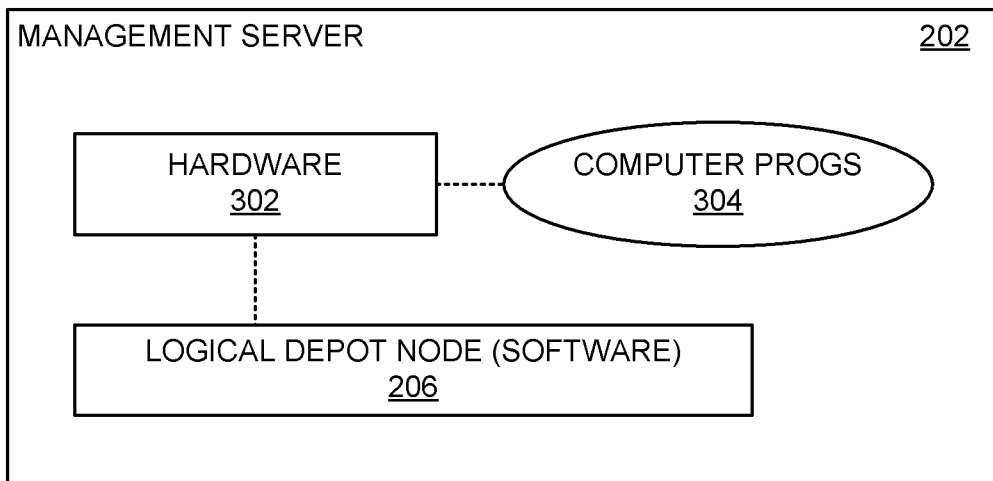 MANAGEMENT SERVER 202
HARDWARE
302
COMPUTER PROGS
304
LOGICAL DEPOT NODE (SOFTWARE)
206